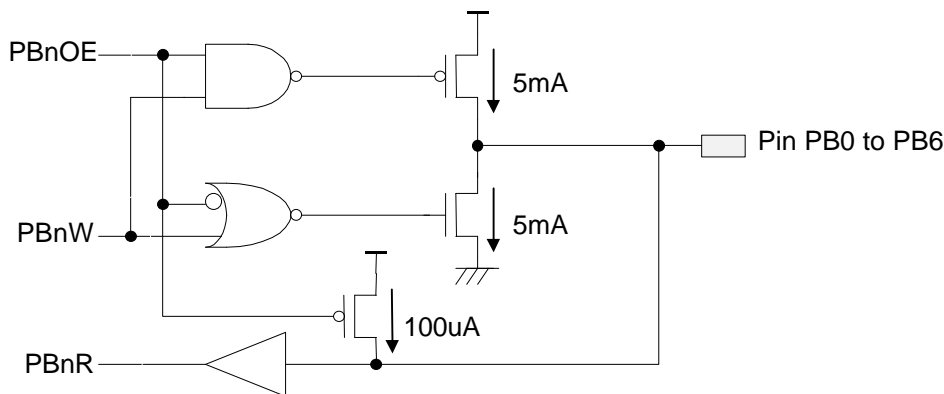 PBnOE
5mA
Pin PB0 to PB6
PBnW
5mA
100uA
PBnR